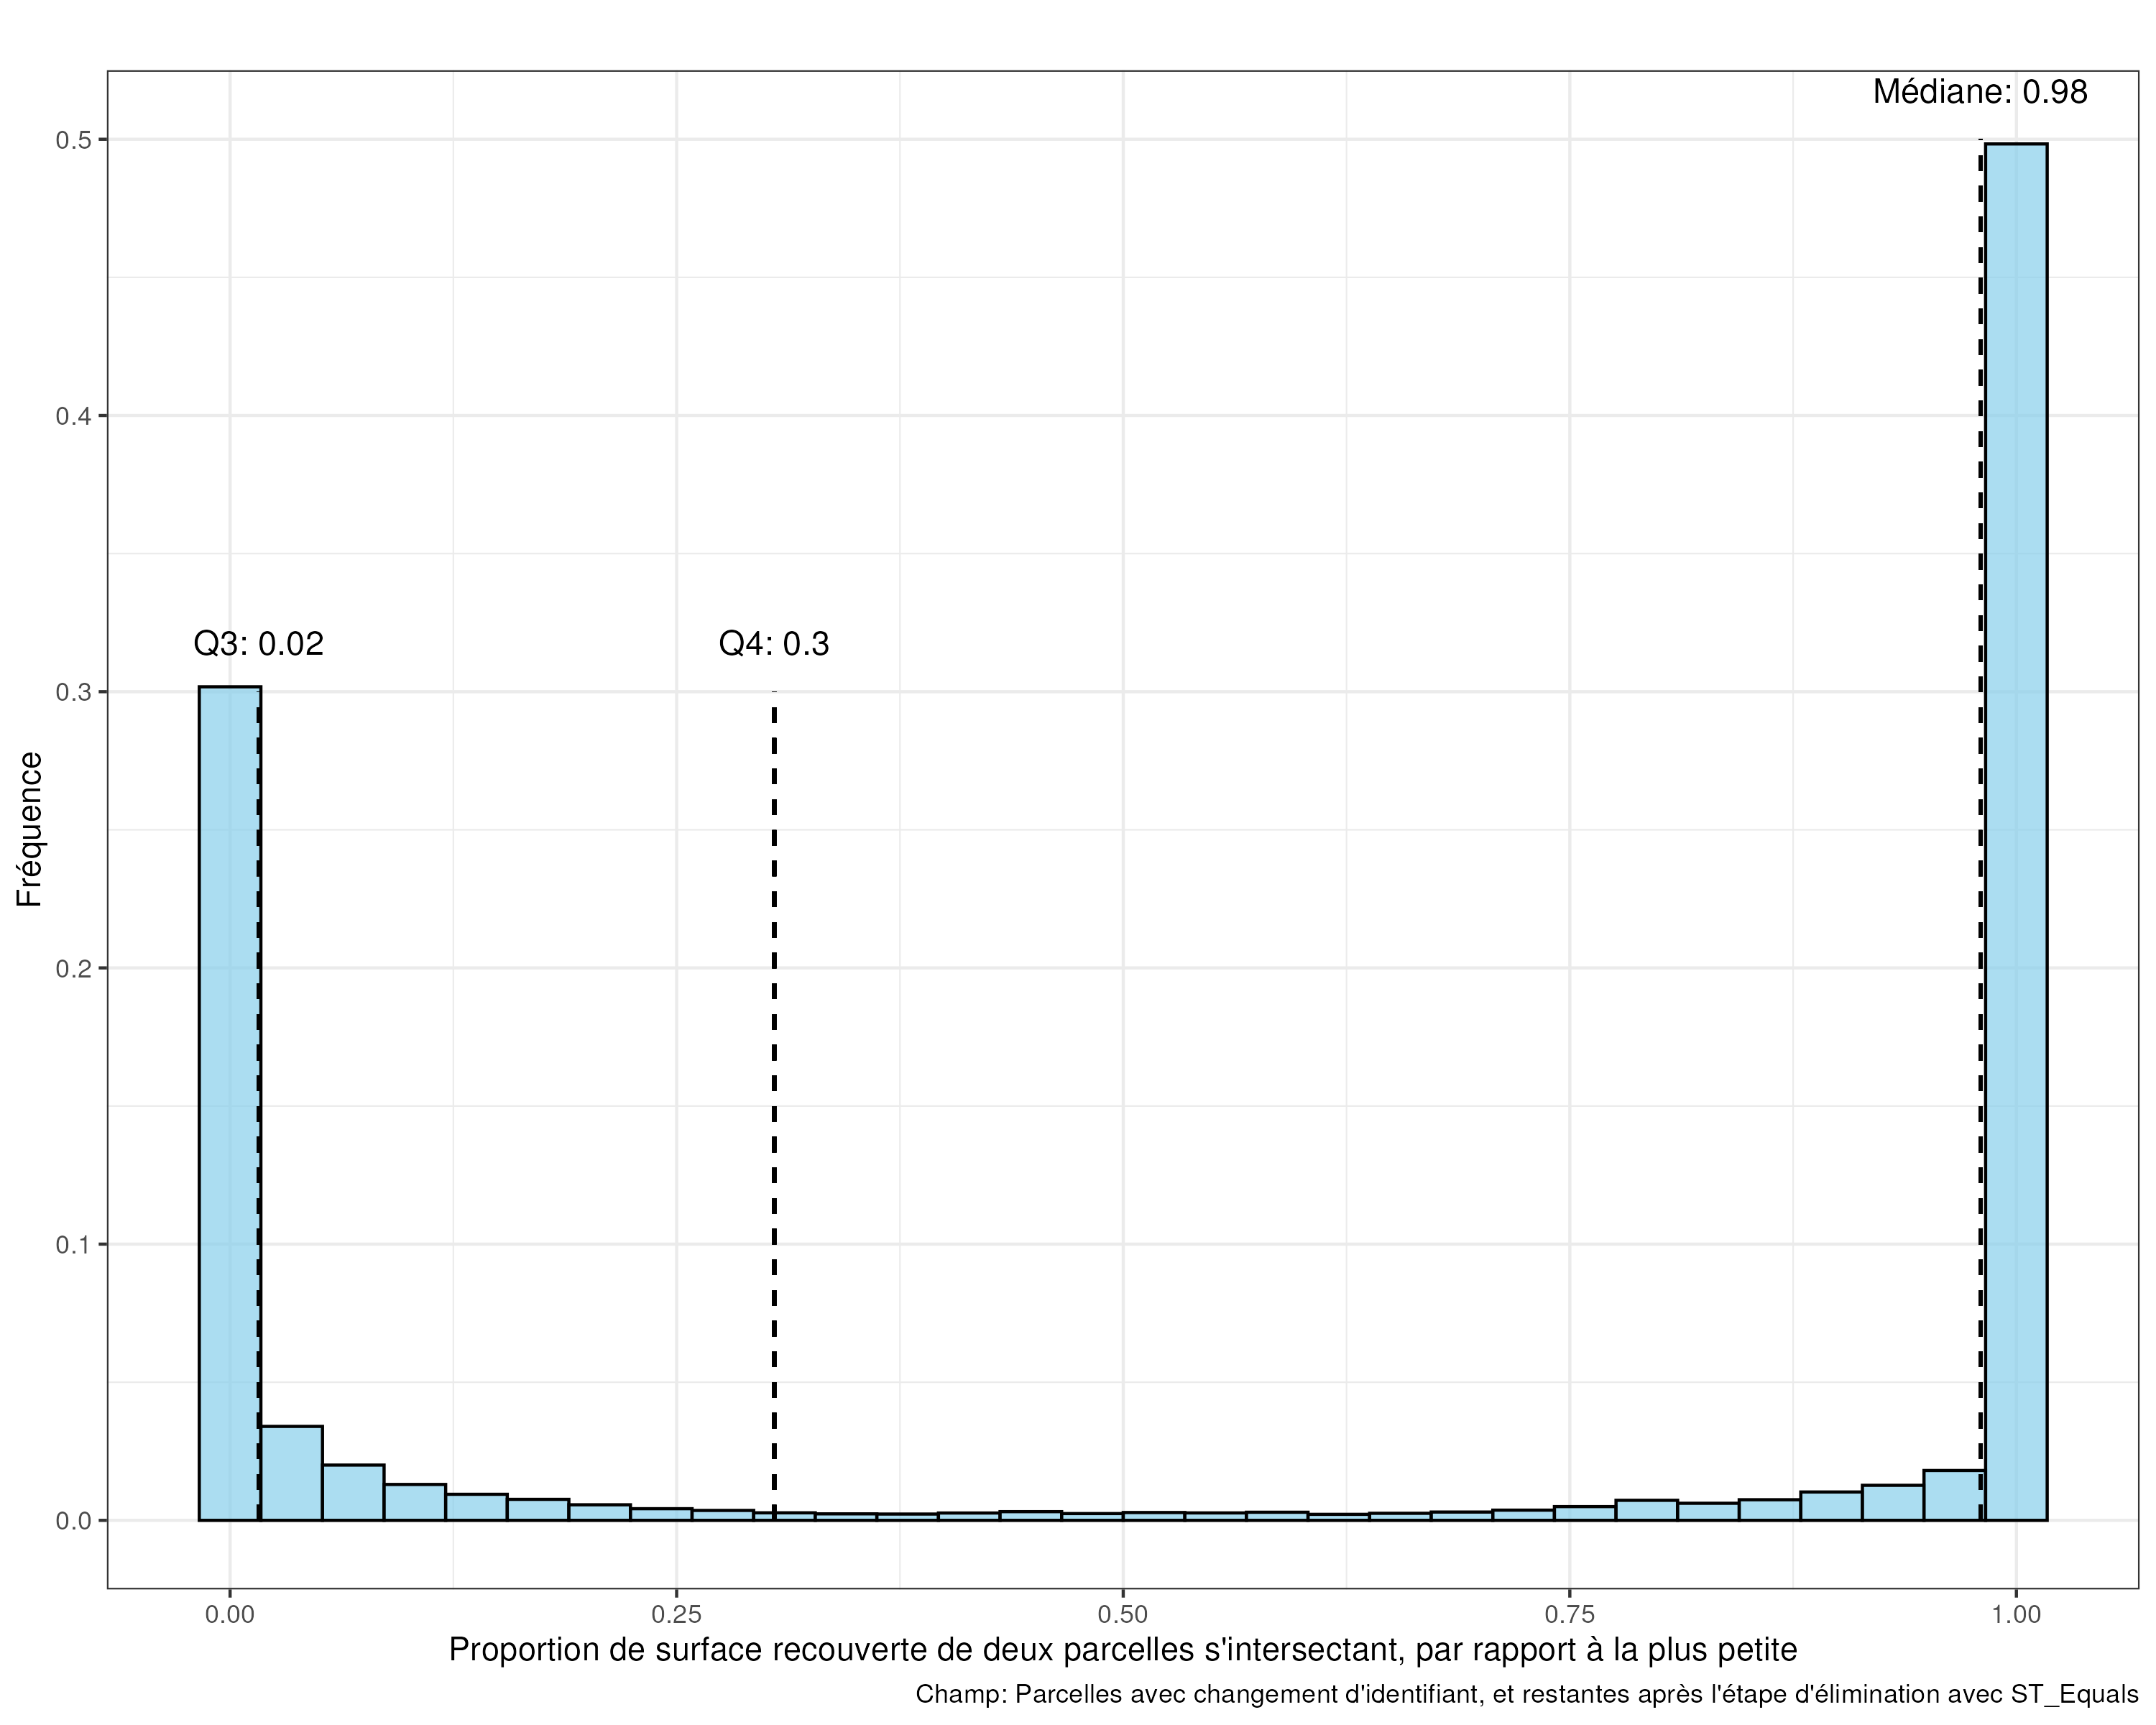 Médiane: 0.98
0.5
0.4
Q3: 0.02
Q4: 0.3
0.3
Fréquence
0.2
0.1
0.0
0.00
0.25
0.50
0.75
1.00
Proportion de surface recouverte de deux parcelles s'intersectant, par rapport à la plus petite
Champ: Parcelles avec changement d'identifiant, et restantes après l'étape d'élimination avec ST_Equals